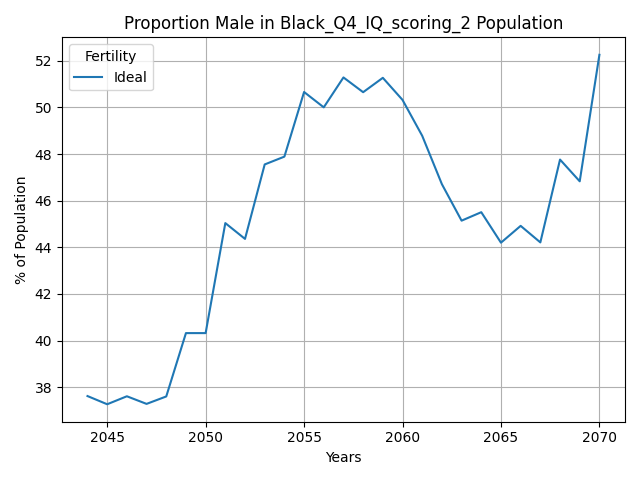 Proportion Male in Black_Q4_IQ_scoring_2 Population
Fertility
Ideal
% of Population
52
50
48
46
44
42
40
38
2045 2050 2055 2060 2065 2070
Years